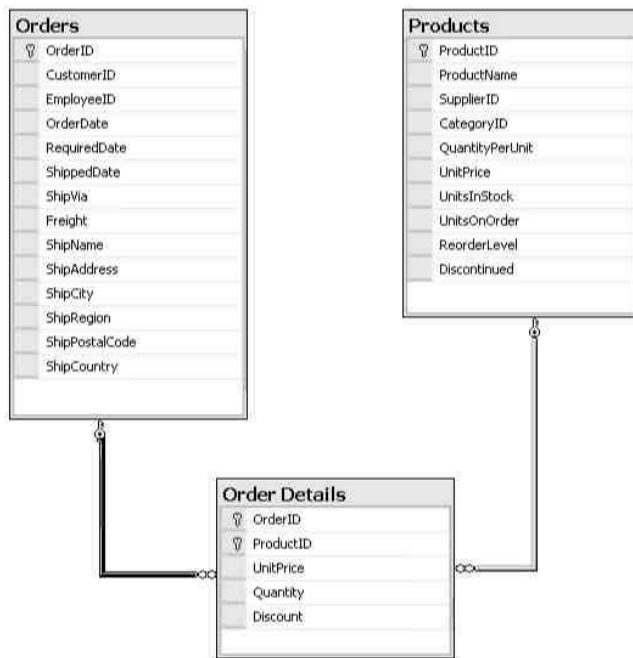 Orders
OrderID
CustomerID
EmployeeID
OrderDate
RequiredDate
ShippedDate
ShipVia
Freight
ShipName
ShipAddress
ShipCity
ShipRegion
ShipPostalCode
ShipCountry
Products
ProductID
ProductName
SupplierID
CategoryID
QuantityPerUnit
UnitPrice
UnitsInStock
UnitsOnOrder
ReorderLevel
Discontinued
Order Details
OrderID
ProductID
UnitPrice
Quantity
Discount